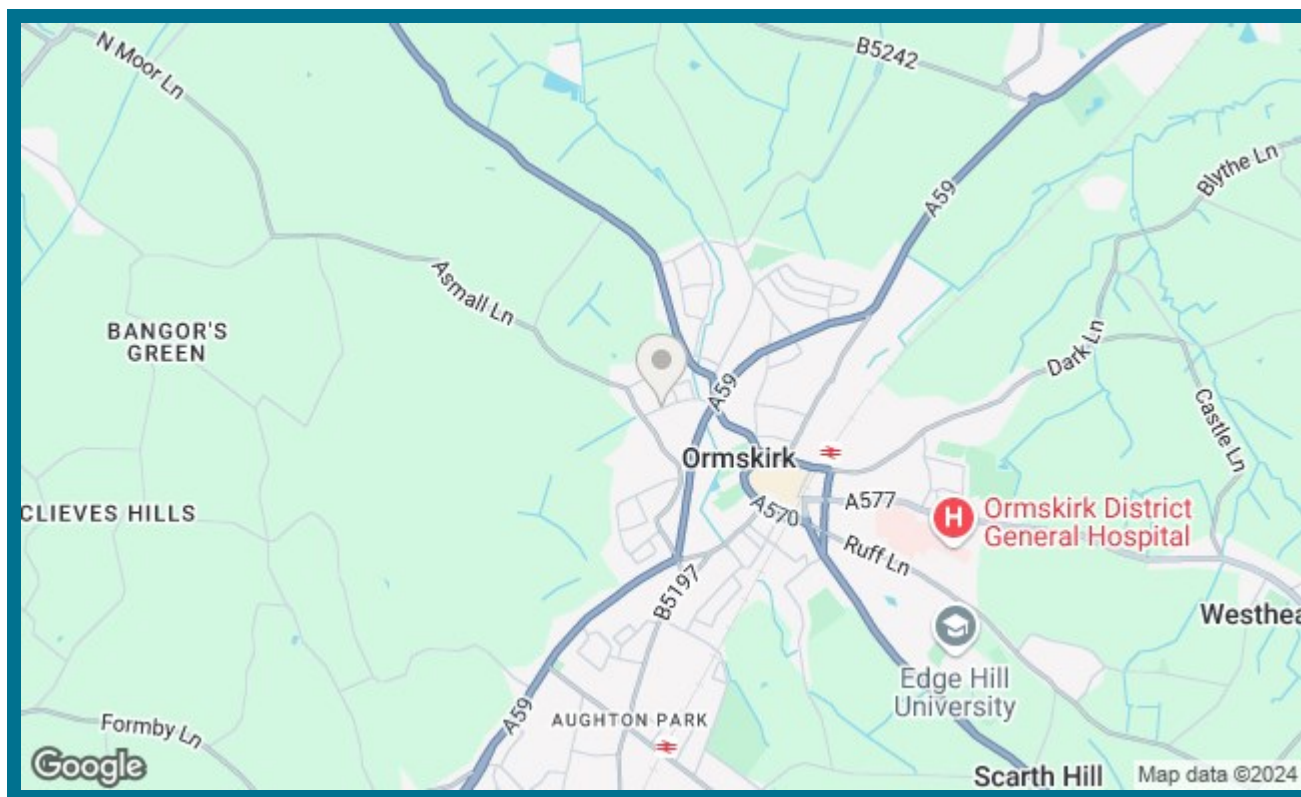 N Moor Ln
B5242
Blythe Ln
A59
Asmall Ln
BANGOR'S
GREEN
Dark Ln
A59
Castle Ln
Ormskirk
A577
CLIEVES HILLS
A570
H
Ormskirk District
General Hospital
Ruff Ln
B5197
Westhea
Edge Hill
University
A59
AUGHTON PARK
Formby Ln
Google
Scarth Hill
Map data ©2024